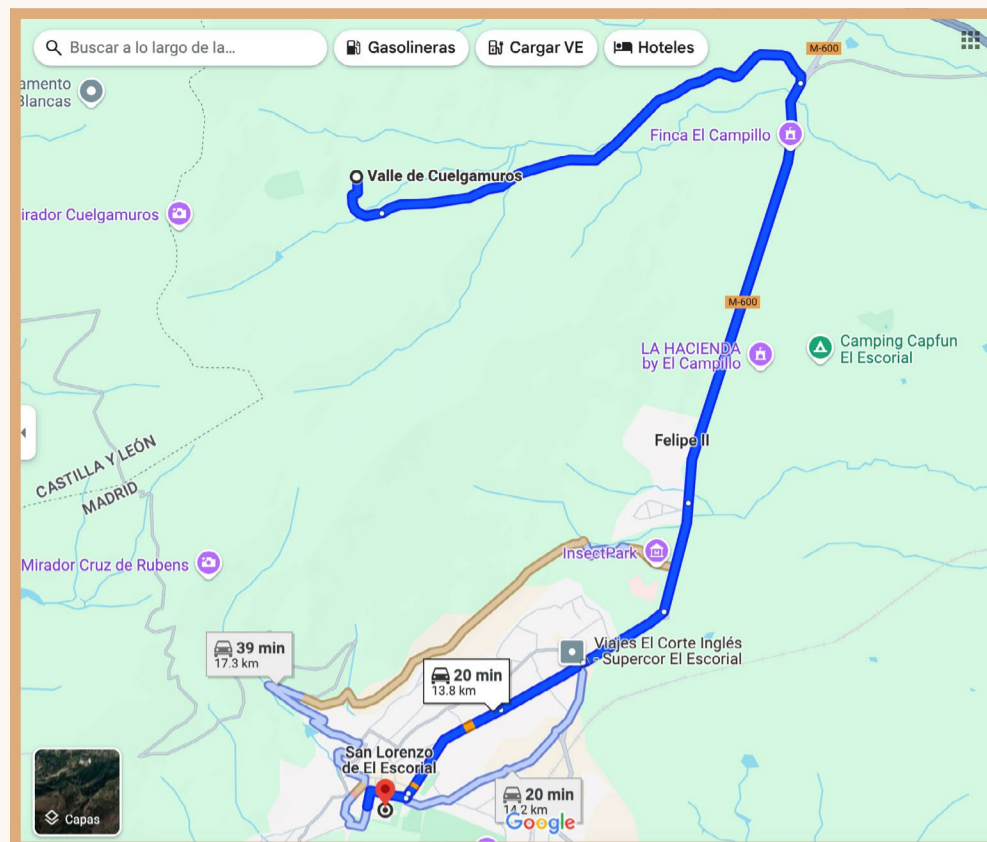 Buscar a lo largo de la...
Gasolineras
Cargar VE
Hoteles
M-600
amento
Blancas
Finca El Campillo
Valle de Cuelgamuros
irador Cuelgamuros
M-600
LA HACIENDA
by El Campillo
Camping Capfun
El Escorial
Felipe II
CASTILLA Y LEÓN
MADRID
InsectPark
Mirador Cruz de Rubens
39 min
17.3 km
Viajes El Corte Inglés
- Supercor El Escorial
20 min
13.8 km
San Lorenzo
de El Escorial
20 min
14.2 km
Google
Capas